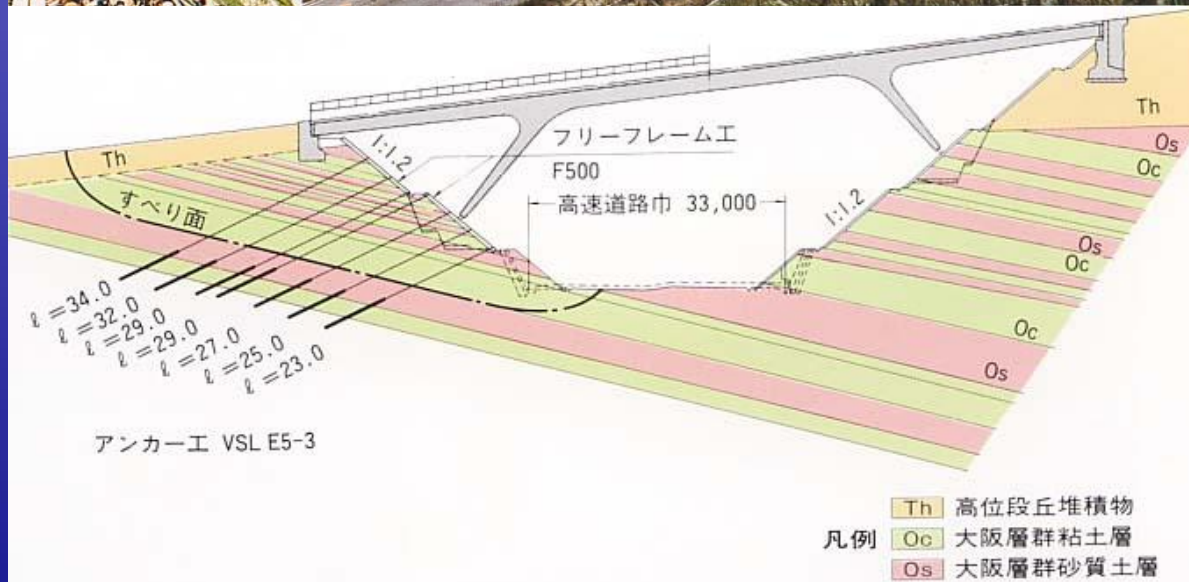 Th
すべり面
1:1.2
フリーフレーム工
F500
高速道路巾 33,000
1:1.2
Th
Os
Oc
Os
Oc
Oc
Os
ℓ=34.0
ℓ=32.0
ℓ=29.0
ℓ=29.0
ℓ=27.0
ℓ=25.0
ℓ=23.0
アンカー工 VSL E5-3
凡例
Th 高位段丘堆積物
Oc 大阪層群粘土層
Os 大阪層群砂質土層